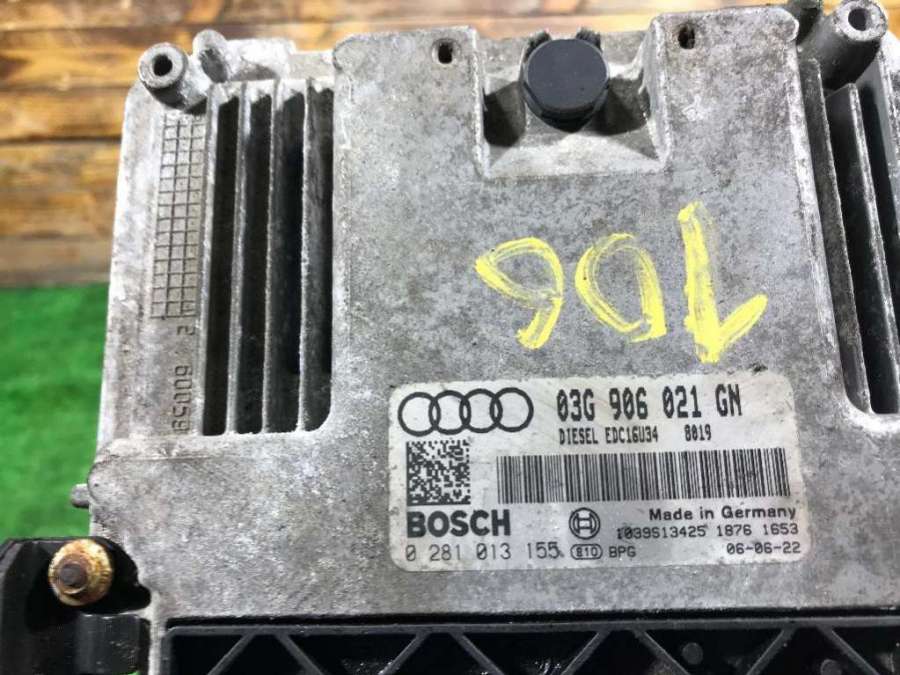 106
03G 906 021 GN
DIESEL EDC16U34 8019
BOSCH
Made in Germany
1039S13425 1876 1653
0 281 013 155 810 BPG 06-06-22